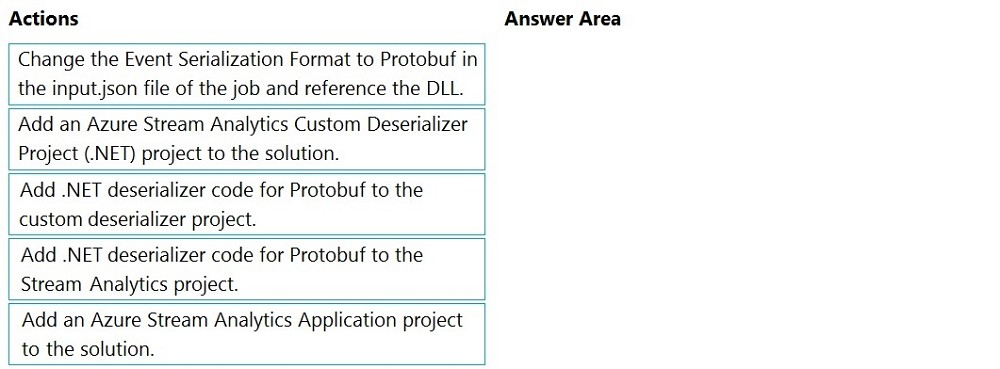 Actions
Answer Area
Change the Event Serialization Format to Protobuf in
the input.json file of the job and reference the DLL.
Add an Azure Stream Analytics Custom Deserializer
Project (.NET) project to the solution.
Add .NET deserializer code for Protobuf to the
custom deserializer project.
Add .NET deserializer code for Protobuf to the
Stream Analytics project.
Add an Azure Stream Analytics Application project
to the solution.